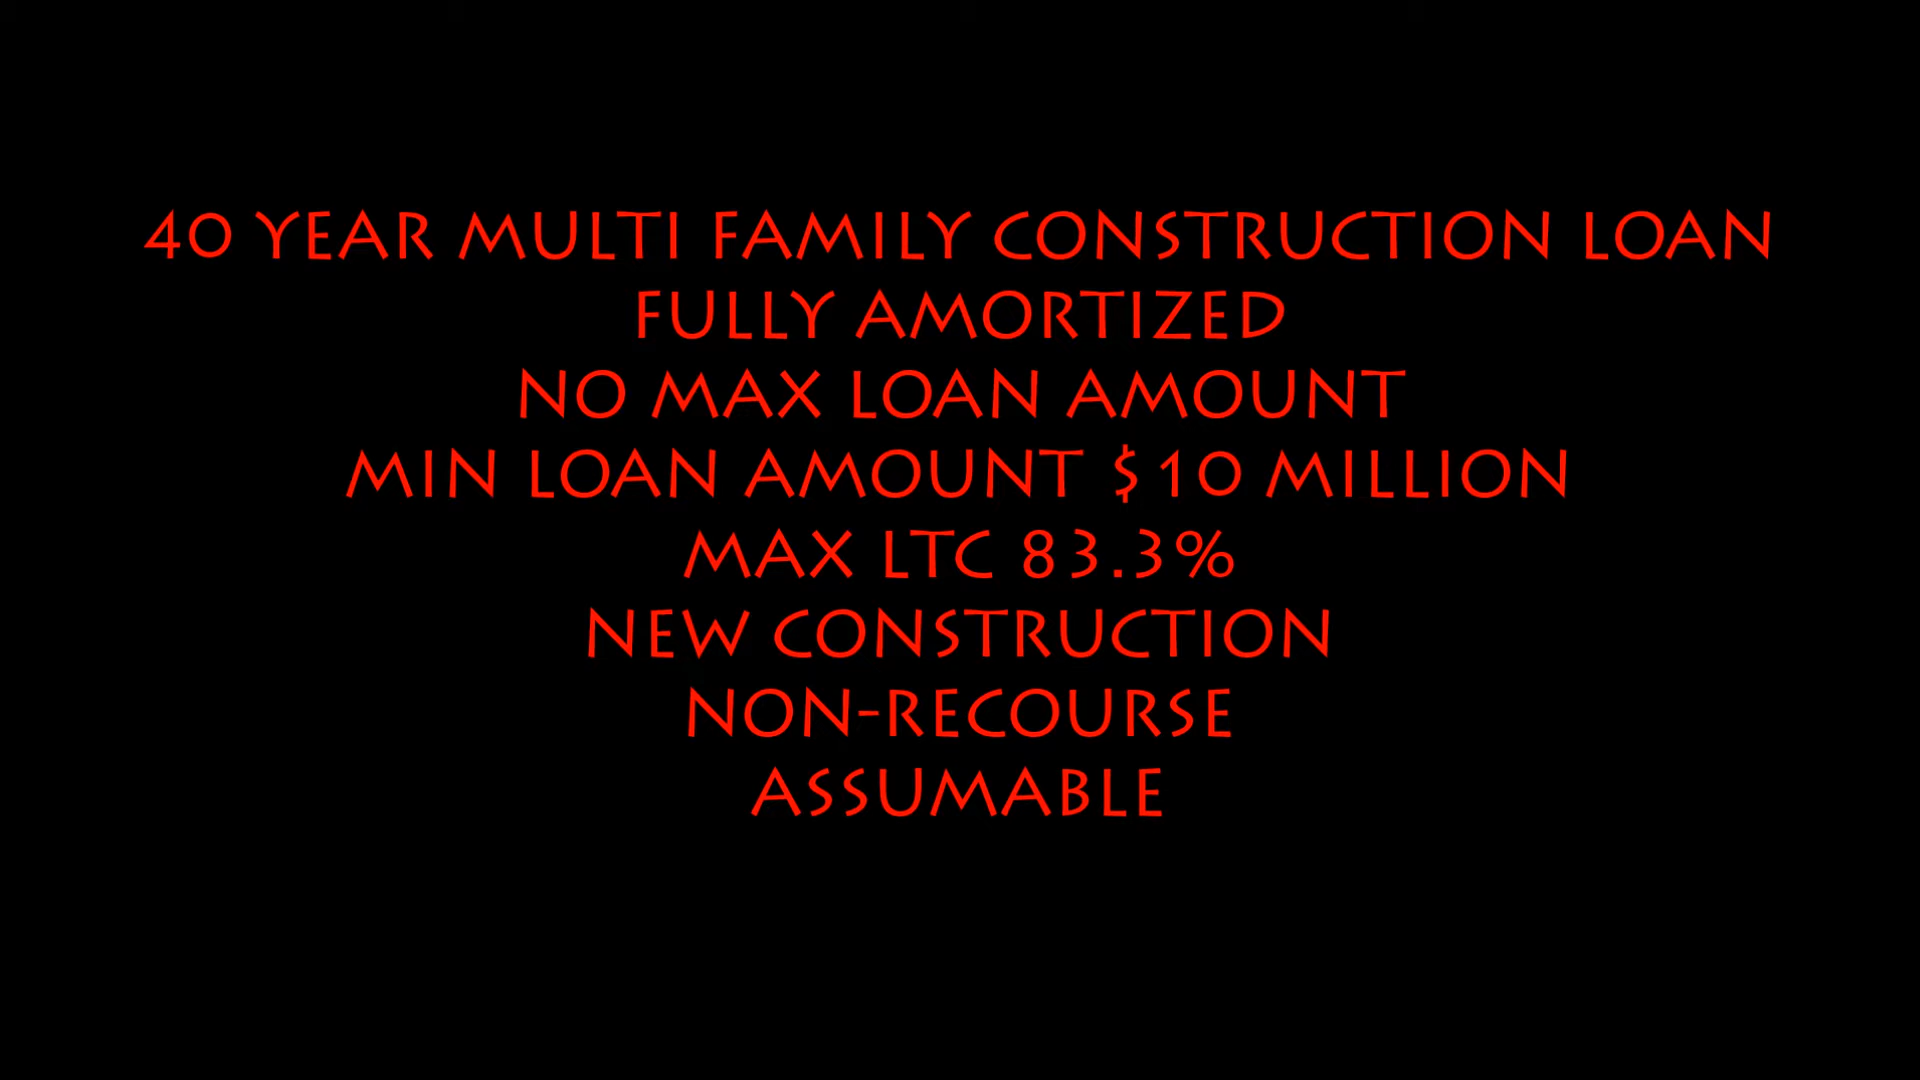 40 YEAR MULTI FAMILY CONSTRUCTION LOAN
FULLY AMORTIZED
NO MAX LOAN AMOUNT
MIN LOAN AMOUNT $10 MILLION
MAX LTC 83.3%
NEW CONSTRUCTION
NON-RECOURSE
ASSUMABLE